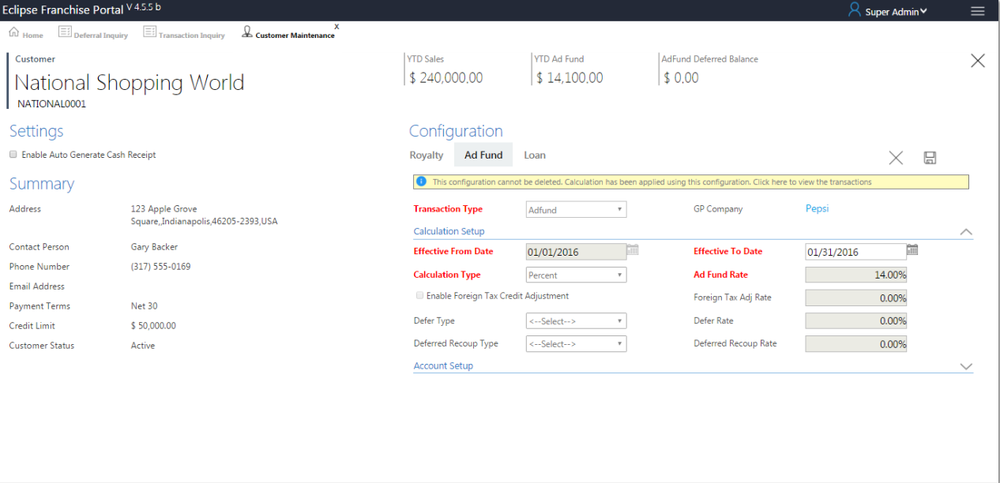 Eclipse Franchise Portal V 4.5.5 b
Super Admin
Home
Deferral Inquiry
Transaction Inquiry
Customer Maintenance
X
Customer
National Shopping World
NATIONAL0001
YTD Sales
$ 240,000.00
YTD Ad Fund
$ 14,100.00
AdFund Deferred Balance
$ 0.00
Settings
Enable Auto Generate Cash Receipt
Summary
Address 123 Apple Grove
Square,,Indianapolis,46205-2393,USA
Contact Person Gary Backer
Phone Number (317) 555-0169
Email Address
Payment Terms Net 30
Credit Limit $ 50,000.00
Customer Status Active
Configuration
Royalty Ad Fund Loan
This configuration cannot be deleted. Calculation has been applied using this configuration. Click here to view the transactions
Transaction Type Adfund GP Company Pepsi
Calculation Setup
Effective From Date 01/01/2016 Effective To Date 01/31/2016
Calculation Type Percent Ad Fund Rate 14.00%
Enable Foreign Tax Credit Adjustment Foreign Tax Adj Rate 0.00%
Defer Type <--Select--> Defer Rate 0.00%
Deferred Recoup Type <--Select--> Deferred Recoup Rate 0.00%
Account Setup